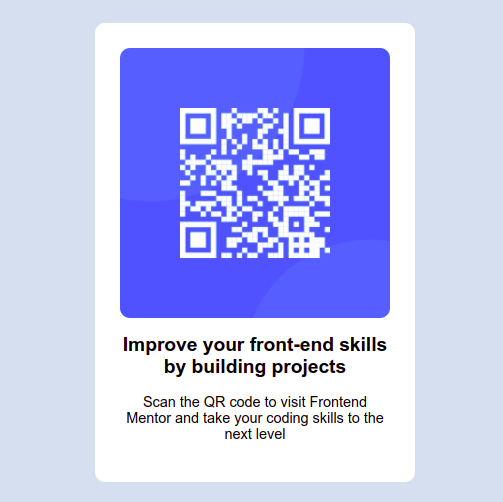 Improve your front-end skills
by building projects
Scan the QR code to visit Frontend
Mentor and take your coding skills to the
next level